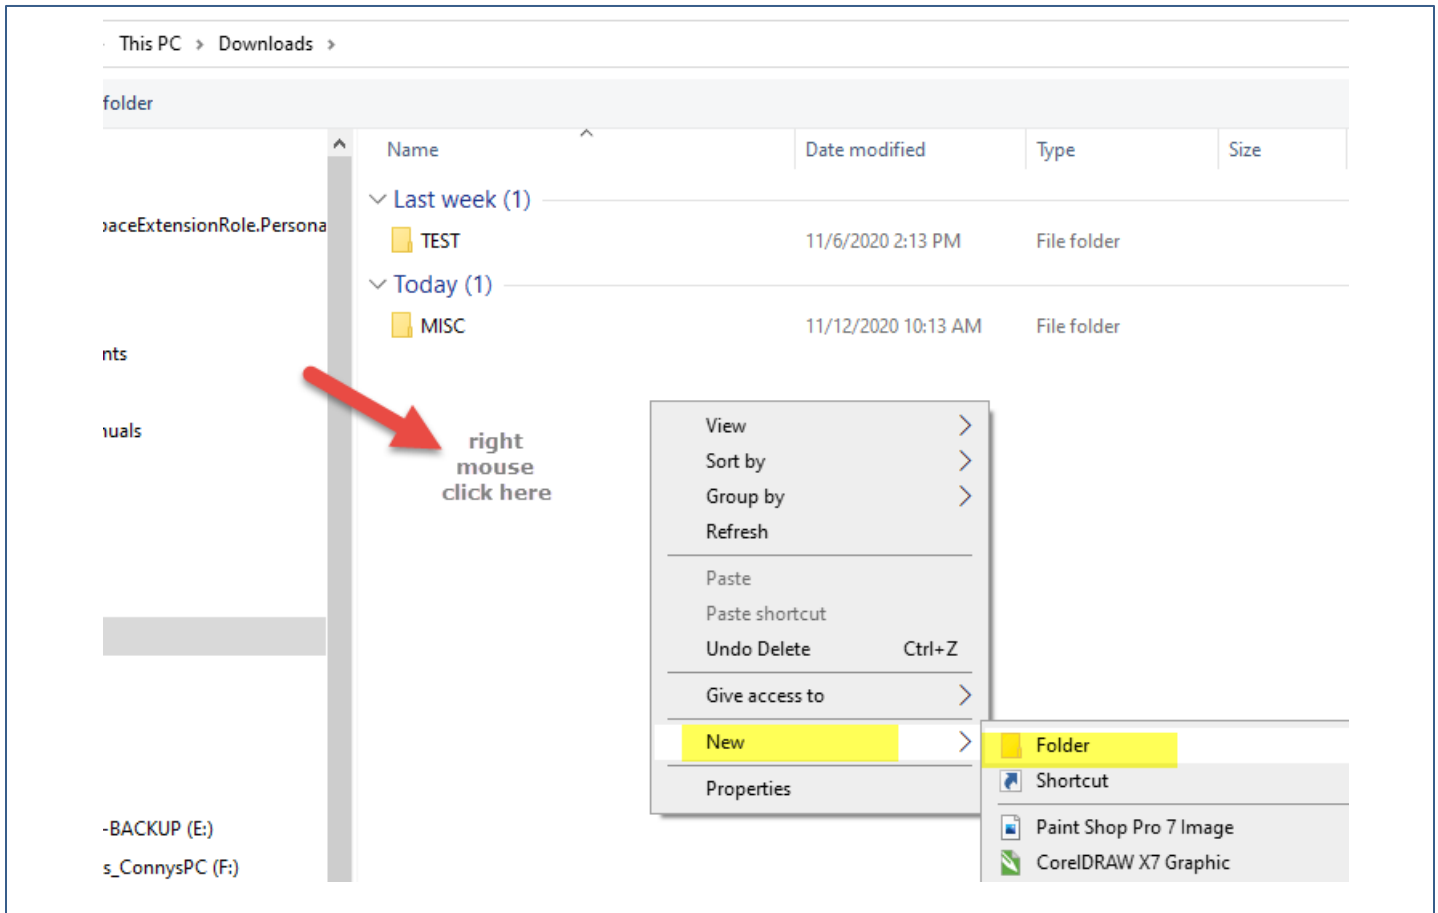 This PC > Downloads >
folder
Name Date modified Type Size
Last week (1)
paceExtensionRole.Persona
TEST 11/6/2020 2:13 PM File folder
Today (1)
MISC 11/12/2020 10:13 AM File folder
nts
right
mouse
click here
nuals
View
Sort by
Group by
Refresh
Paste
Paste shortcut
Undo Delete Ctrl+Z
Give access to
New
Folder
Shortcut
Properties
Paint Shop Pro 7 Image
CorelDRAW X7 Graphic
-BACKUP (E:)
s_ConnysPC (F:)